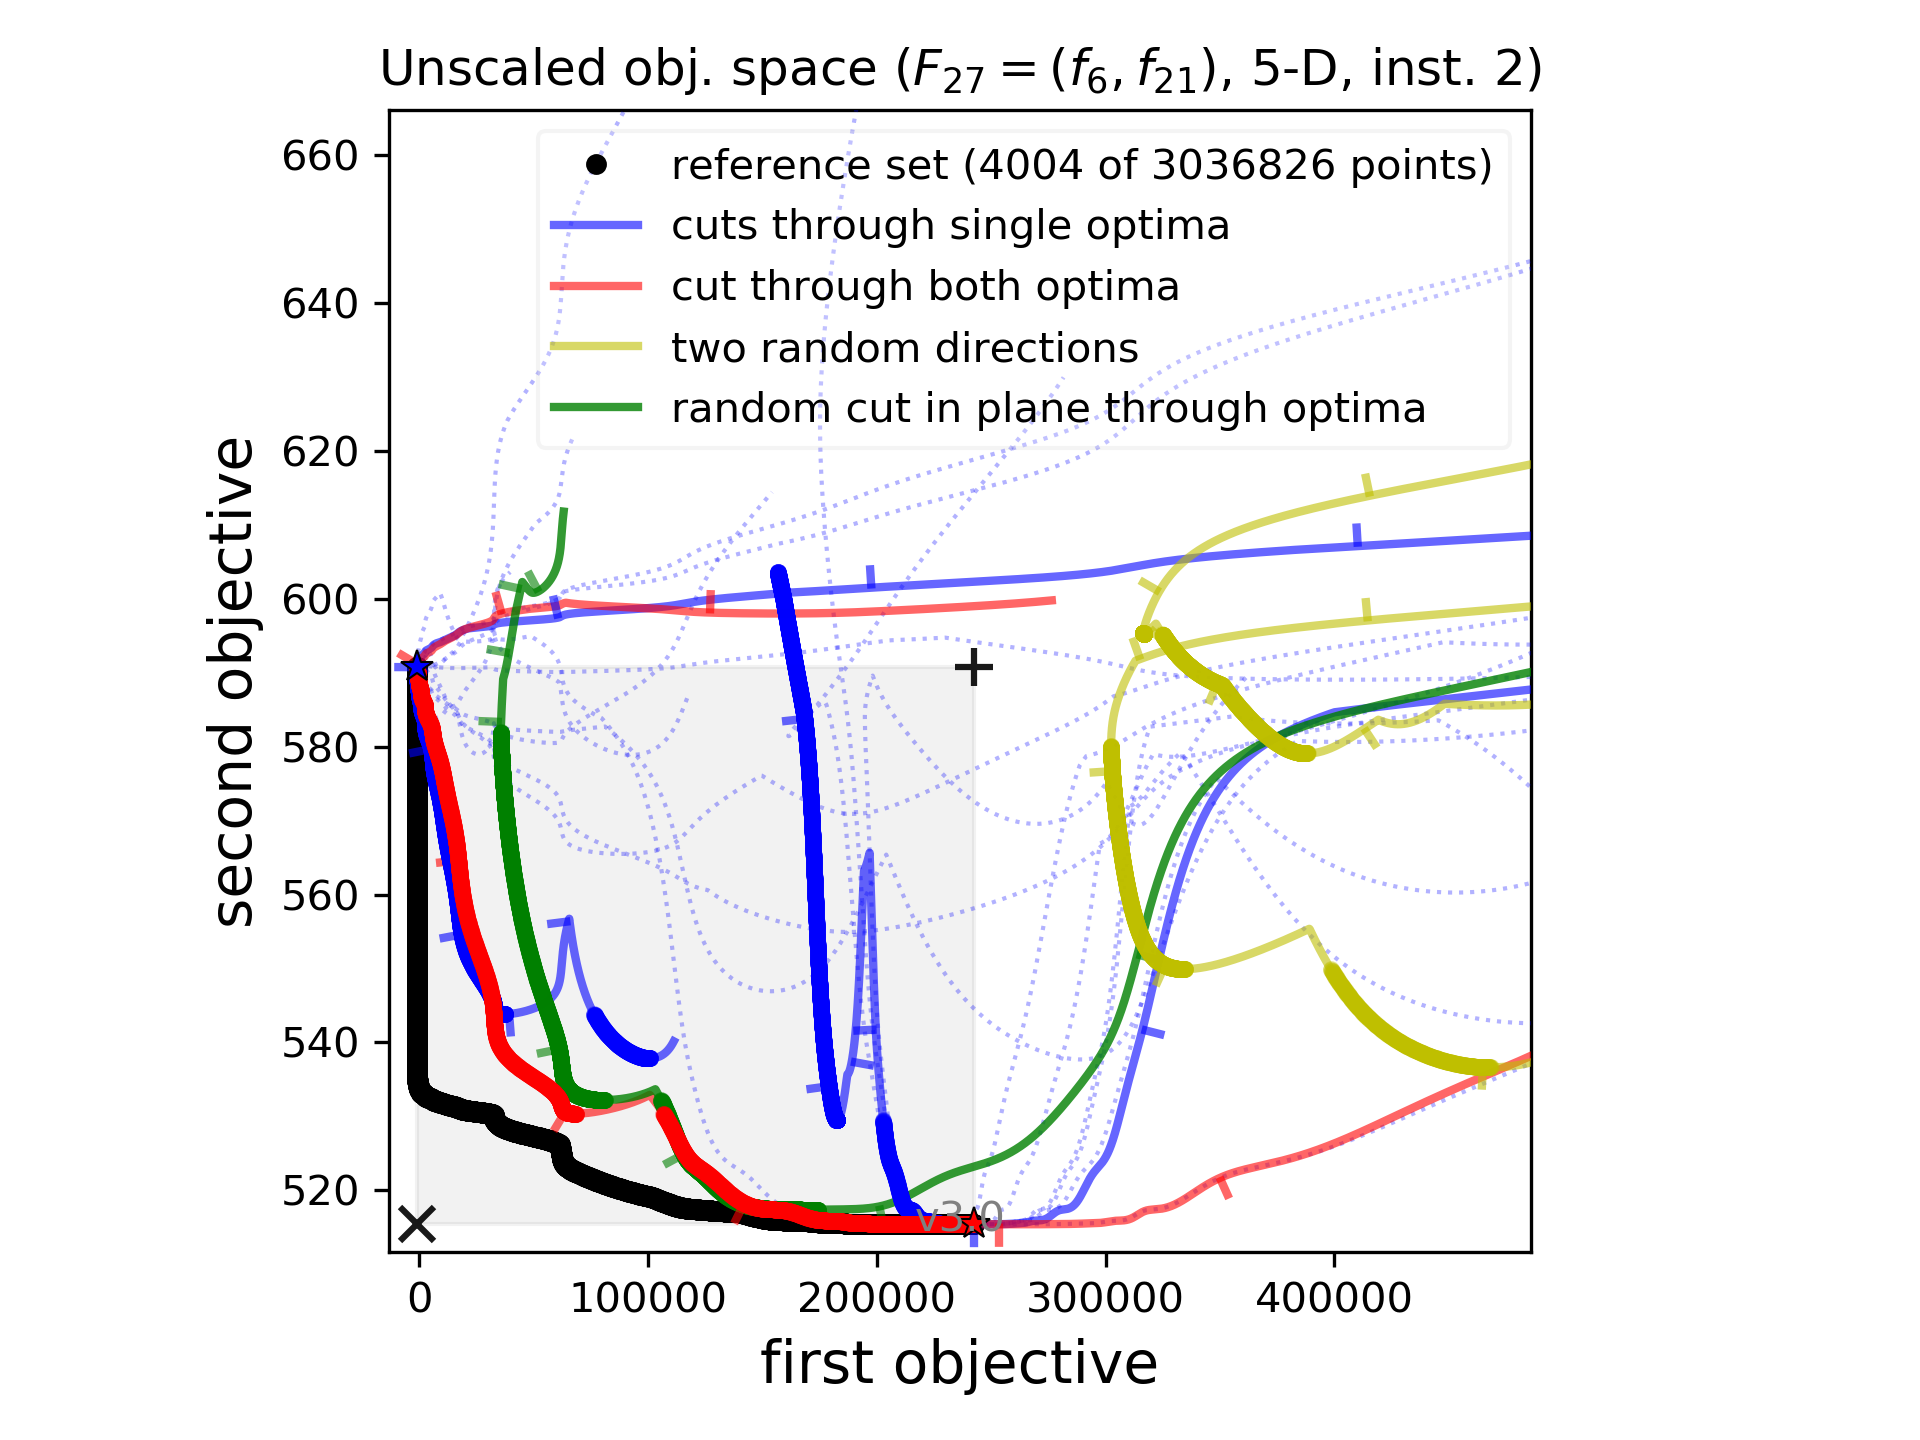 Unscaled obj. space (F₂₇ = (f₆, f₂₁), 5-D, inst. 2)
reference set (4004 of 3036826 points)
cuts through single optima
cut through both optima
two random directions
random cut in plane through optima
second objective
660
640
620
600
580
560
540
520
v3.0
0
100000
200000
300000
400000
first objective